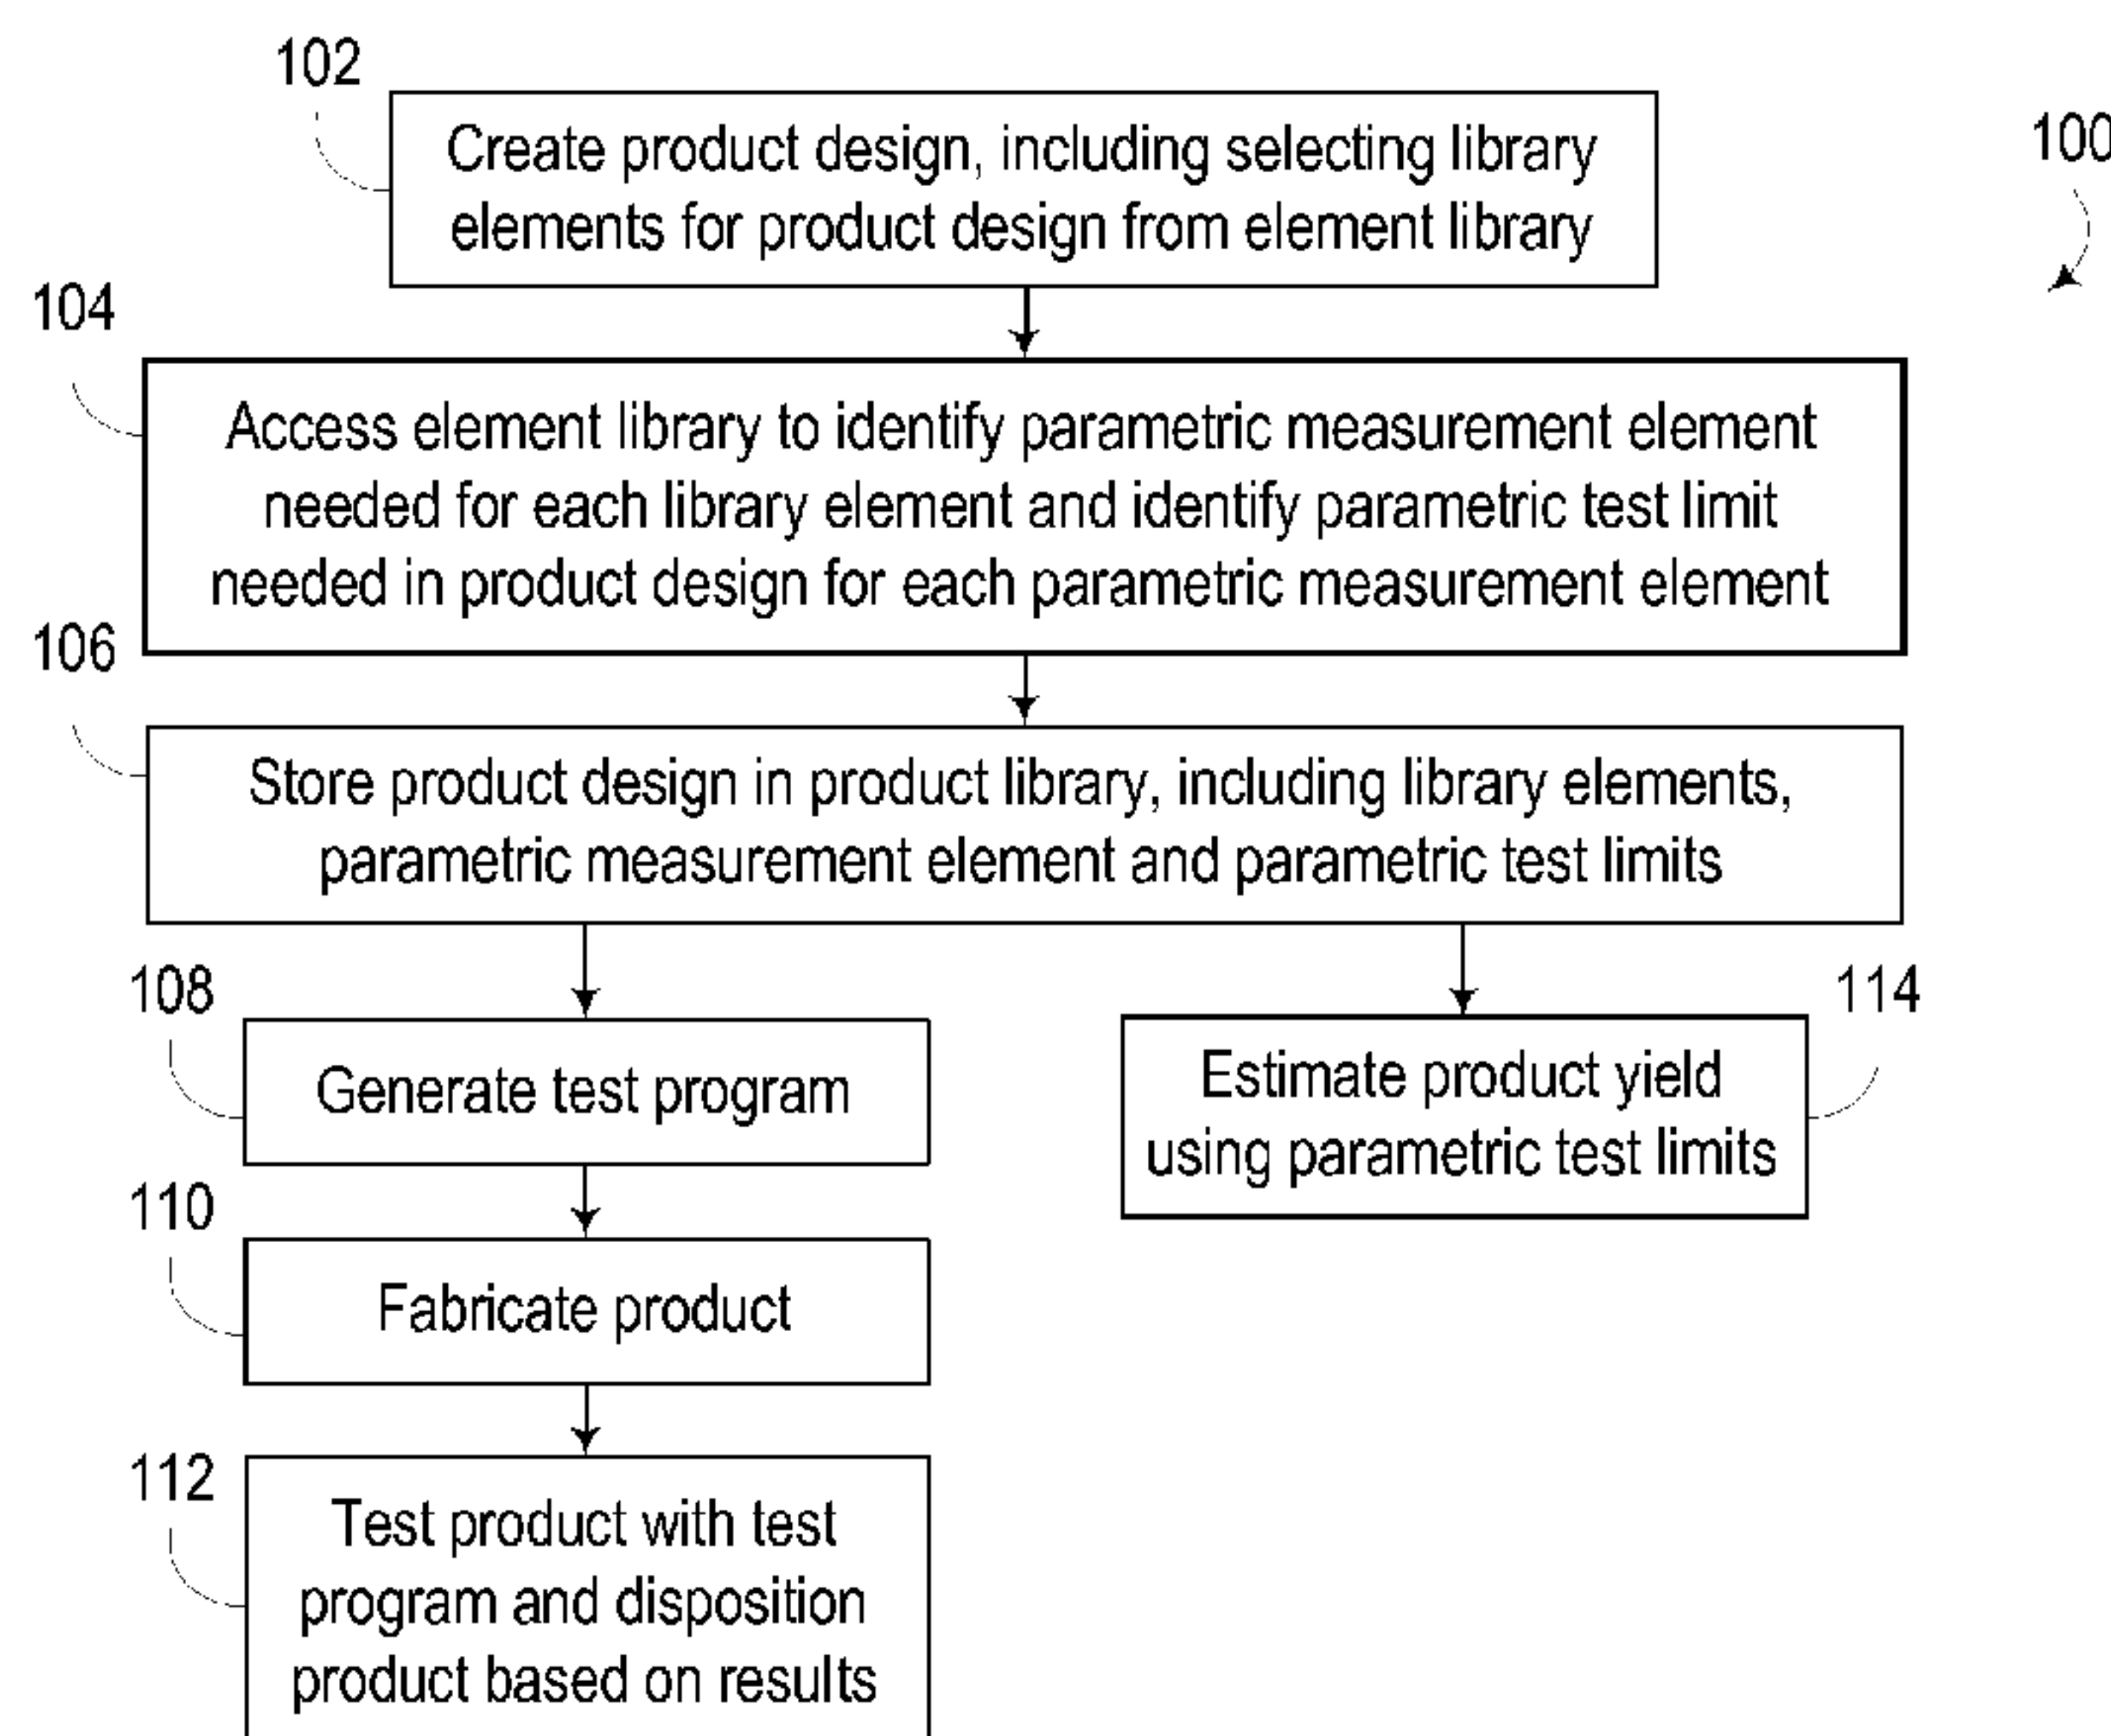 102
100
Create product design, including selecting library
elements for product design from element library
104
Access element library to identify parametric measurement element
needed for each library element and identify parametric test limit
needed in product design for each parametric measurement element
106
Store product design in product library, including library elements,
parametric measurement element and parametric test limits
108
114
Generate test program
Estimate product yield
using parametric test limits
110
Fabricate product
112
Test product with test
program and disposition
product based on results